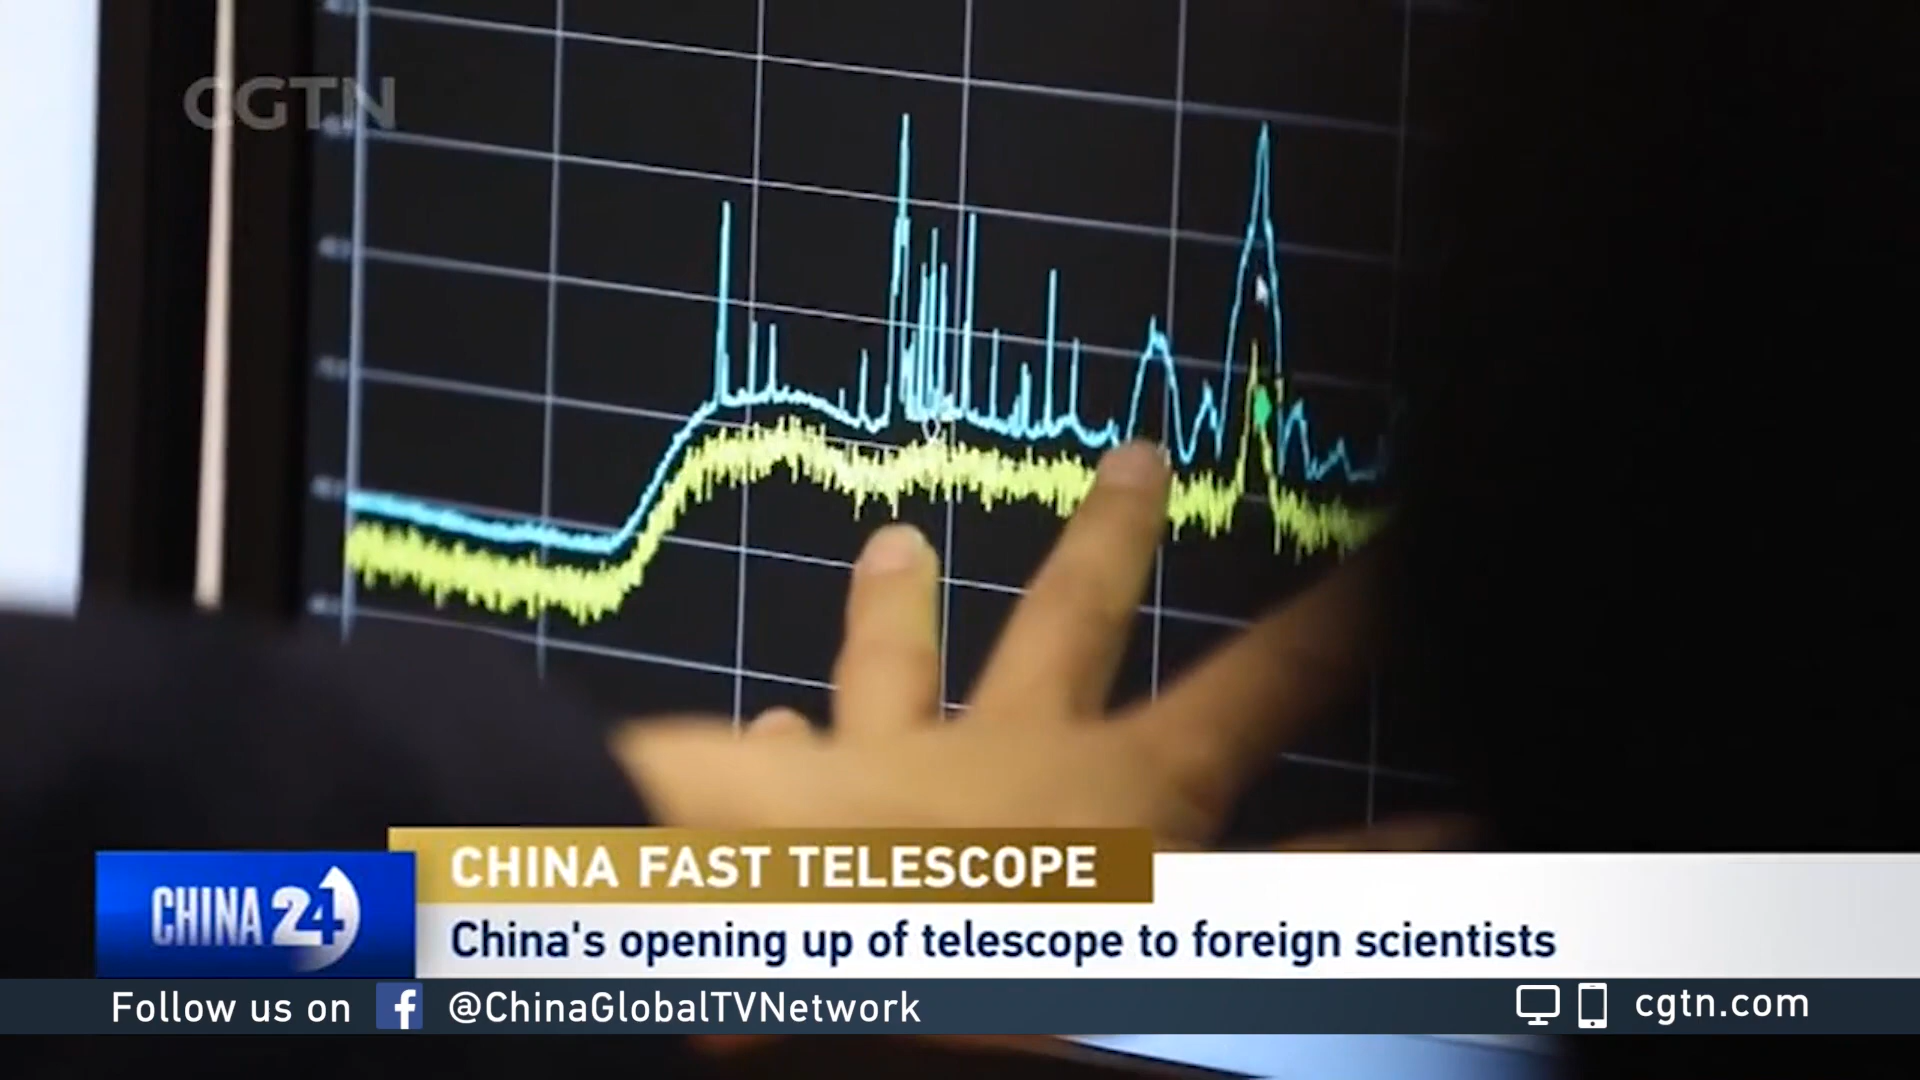 CGTN
CHINA FAST TELESCOPE
CHINA 24
China's opening up of telescope to foreign scientists
Follow us on
@ChinaGlobalTVNetwork
cgtn.com